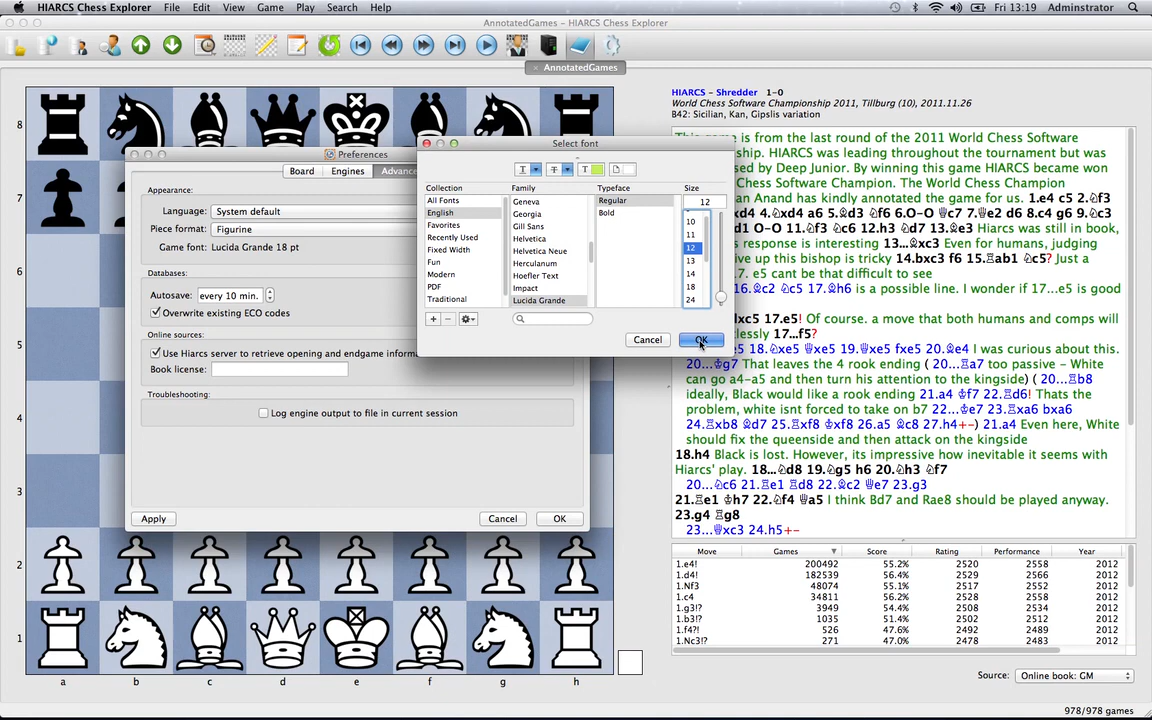 HIARCS Chess Explorer File Edit View Game Play Search Help Fri 13:19 Adminstrator
AnnotatedGames – HIARCS Chess Explorer
AnnotatedGames
8
7
6
5
4
3
2
1
a b c d e f g h
Preferences
Board Engines Advance
Appearance:
Language: System default
Piece format: Figurine
Game font: Lucida Grande 18 pt
Databases:
Autosave: every 10 min.
Overwrite existing ECO codes
Online sources:
Use Hiarcs server to retrieve opening and endgame inform
Book license:
Troubleshooting:
Log engine output to file in current session
Apply Cancel OK
Select font
Collection Family Typeface Size
All Fonts
English
Favorites
Recently Used
Fixed Width
Fun
Modern
PDF
Traditional
Geneva
Georgia
Gill Sans
Helvetica
Helvetica Neue
Herculanum
Hoefler Text
Impact
Lucida Grande
Regular
Bold
12
10
11
12
13
14
18
24
Cancel OK
HIARCS – Shredder 1-0
World Chess Software Championship 2011, Tillburg (10), 2011.11.26
B42: Sicilian, Kan, Gipslis variation
This game is from the last round of the 2011 World Chess Software
ship. HIARCS was leading throughout the tournament but was
sed by Deep Junior. By winning this game HIARCS became won
Software Champion. The World Chess Champion
an Anand has kindly annotated the game for us. 1.e4 c5 2.♘f3
xd4 4.♘xd4 a6 5.♗d3 ♘f6 6.O-O ♕c7 7.♕e2 d6 8.c4 g6 9.♘c3
O-O 11.♘f3 ♘c6 12.h3 ♘d7 13.♗e3 Hiarcs was still in book,
s response is interesting 13...♗xc3 Even for humans, judging
ive up this bishop is tricky 14.bxc3 f6 15.♖ab1 ♘c5? Just a
17. e5 cant be that difficult to see
16.♗c2 ♘c5 17.♗h6 is a possible line. I wonder if 17...e5 is good
xc5 17.e5! Of course. a move that both humans and comps will
tlessly 17...f5?
e5 18.♘xe5 ♕xe5 19.♕xe5 fxe5 20.♗e4 I was curious about this.
20...♔g7 That leaves the 4 rook ending ( 20...♖a7 too passive – White
can go a4-a5 and then turn his attention to the kingside) ( 20...♖b8
ideally, Black would like a rook ending 21.a4 ♔f7 22.♖d6! Thats the
problem, white isnt forced to take on b7 22...♔e7 23.♖xa6 bxa6
24.♖xb8 ♗d7 25.♖xf8 ♔xf8 26.a5 ♗c8 27.h4+-) 21.a4 Even here, White
should fix the queenside and then attack on the kingside
18.h4 Black is lost. However, its impressive how inevitable it seems with
Hiarcs' play. 18...♘d8 19.♘g5 h6 20.♘h3 ♘f7
20...♘c6 21.♖e1 ♖d8 22.♗c2 ♕e7 23.g3
21.♖e1 ♔h7 22.♘f4 ♕a5 I think Bd7 and Rae8 should be played anyway.
23.g4 ♖g8
23...♕xc3 24.h5+-
Move Games Score Rating Performance Year
1.e4! 200492 55.2% 2520 2558 2012
1.d4! 182539 56.4% 2529 2566 2012
1.Nf3 48074 55.1% 2517 2552 2012
1.c4 34811 56.2% 2528 2558 2012
1.g3!? 3949 54.4% 2508 2534 2012
1.b3!? 1035 51.4% 2502 2512 2012
1.f4?! 526 47.6% 2492 2489 2012
1.Nc3!? 271 47.0% 2478 2483 2012
Source: Online book: GM
978/978 games